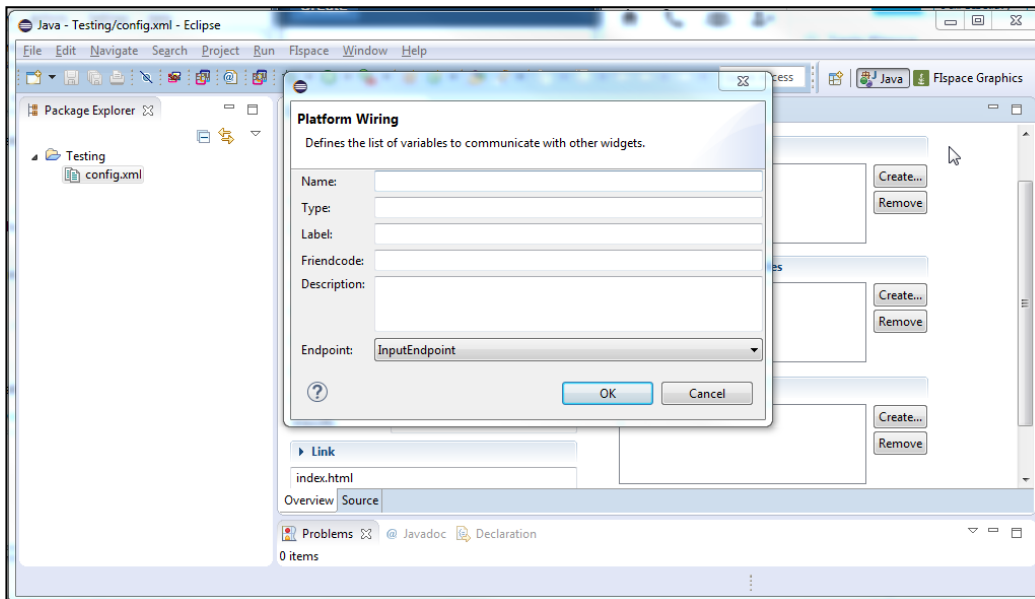 Create
Java - Testing/config.xml - Eclipse
File Edit Navigate Search Project Run FIspace Window Help
Java FIspace Graphics
Package Explorer
Testing
config.xml
Platform Wiring
Defines the list of variables to communicate with other widgets.
Name:
Type:
Label:
Friendcode:
Description:
Endpoint: InputEndpoint
OK Cancel
Create...
Remove
Create...
Remove
Create...
Remove
Link
index.html
Overview Source
Problems @ Javadoc Declaration
0 items